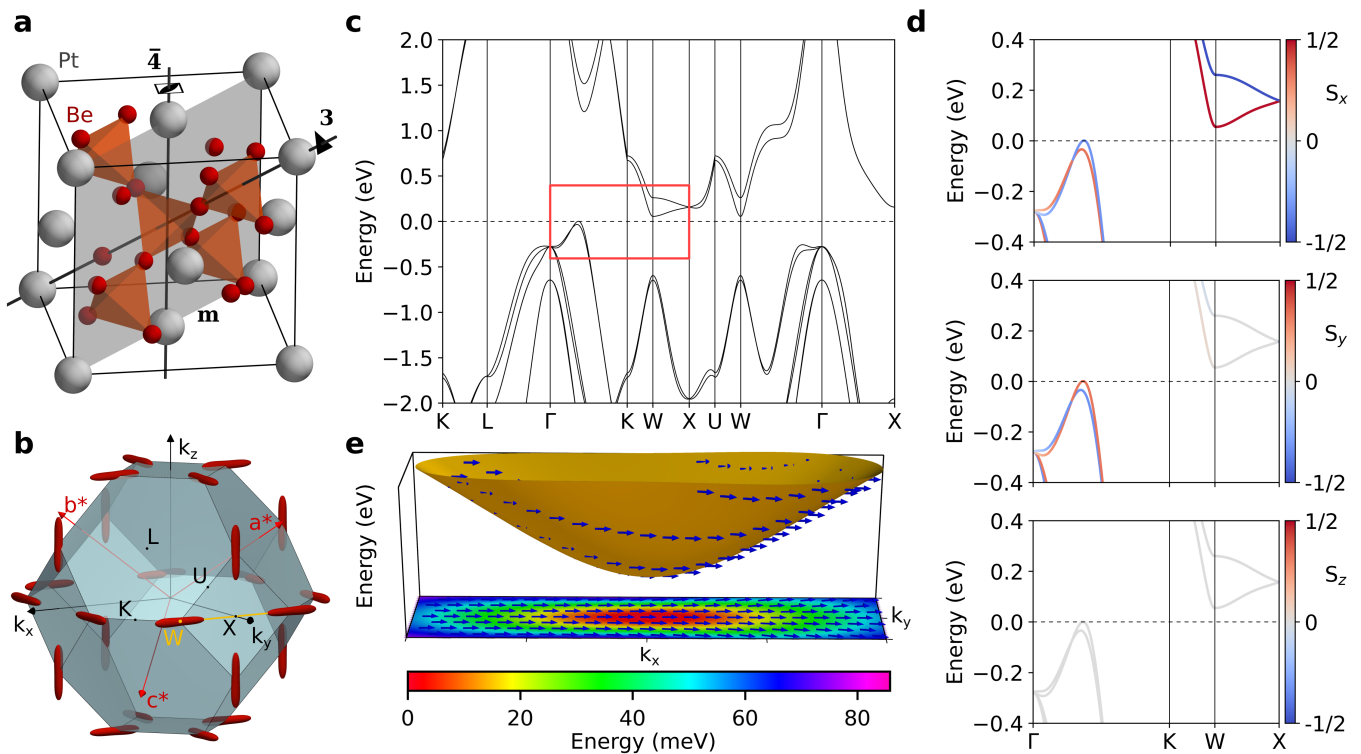 a
Pt
4̄
Be
3
m
b
k_z
b*
a*
L
U
K
k_x
W
X
k_y
c*
c
Energy (eV)
2.0
1.5
1.0
0.5
0.0
−0.5
−1.0
−1.5
−2.0
K L Γ K W X U W Γ X
e
Energy (eV)
k_y
k_x
0 20 40 60 80
Energy (meV)
d
Energy (eV)
0.4
0.2
0.0
−0.2
−0.4
1/2
S_x
0
-1/2
Energy (eV)
0.4
0.2
0.0
−0.2
−0.4
1/2
S_y
0
-1/2
Energy (eV)
0.4
0.2
0.0
−0.2
−0.4
1/2
S_z
0
-1/2
Γ K W X